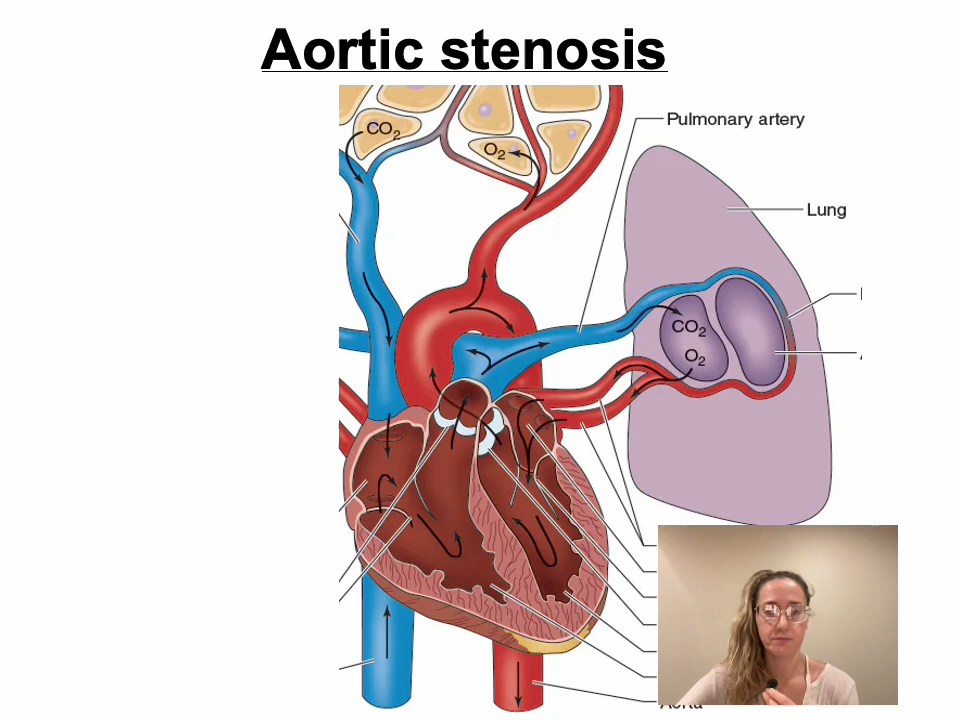 Aortic stenosis
Pulmonary artery
CO2
O2
Lung
CO2
O2
Aorta